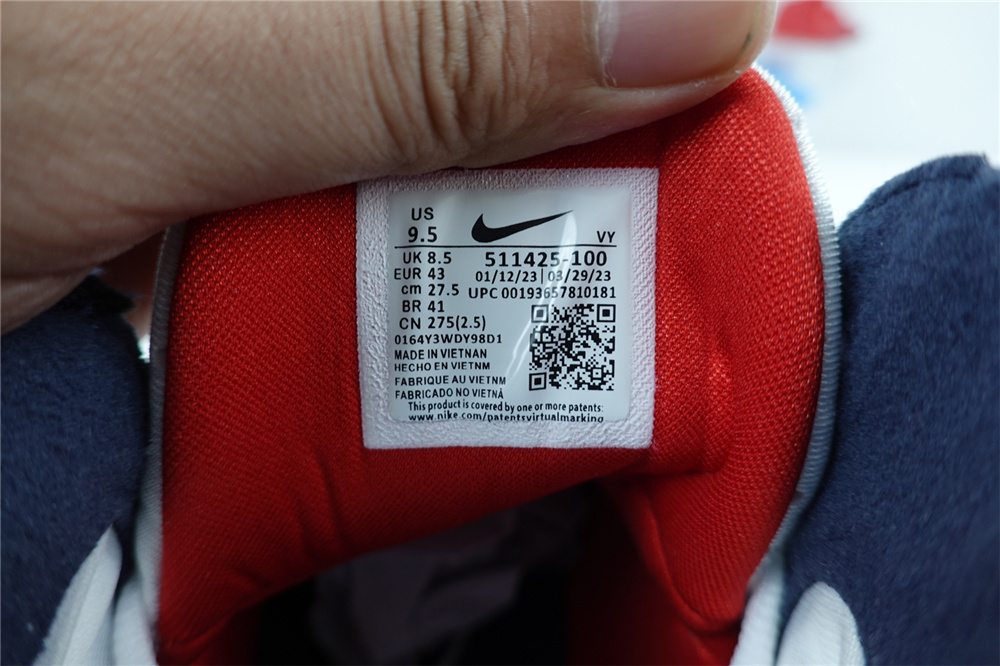 US
9.5
VY
UK 8.5
511425-100
EUR 43
01/12/23 | 03/29/23
cm 27.5
UPC 00193657810181
BR 41
CN 275(2.5)
0164Y3WDY98D1
MADE IN VIETNAN
HECHO EN VIETNM
FABRIQUE AU VIETNM
FABRICADO NO VIETNÃ
This product is covered by one or more patents:
www.nike.com/patentsvirtualmarking